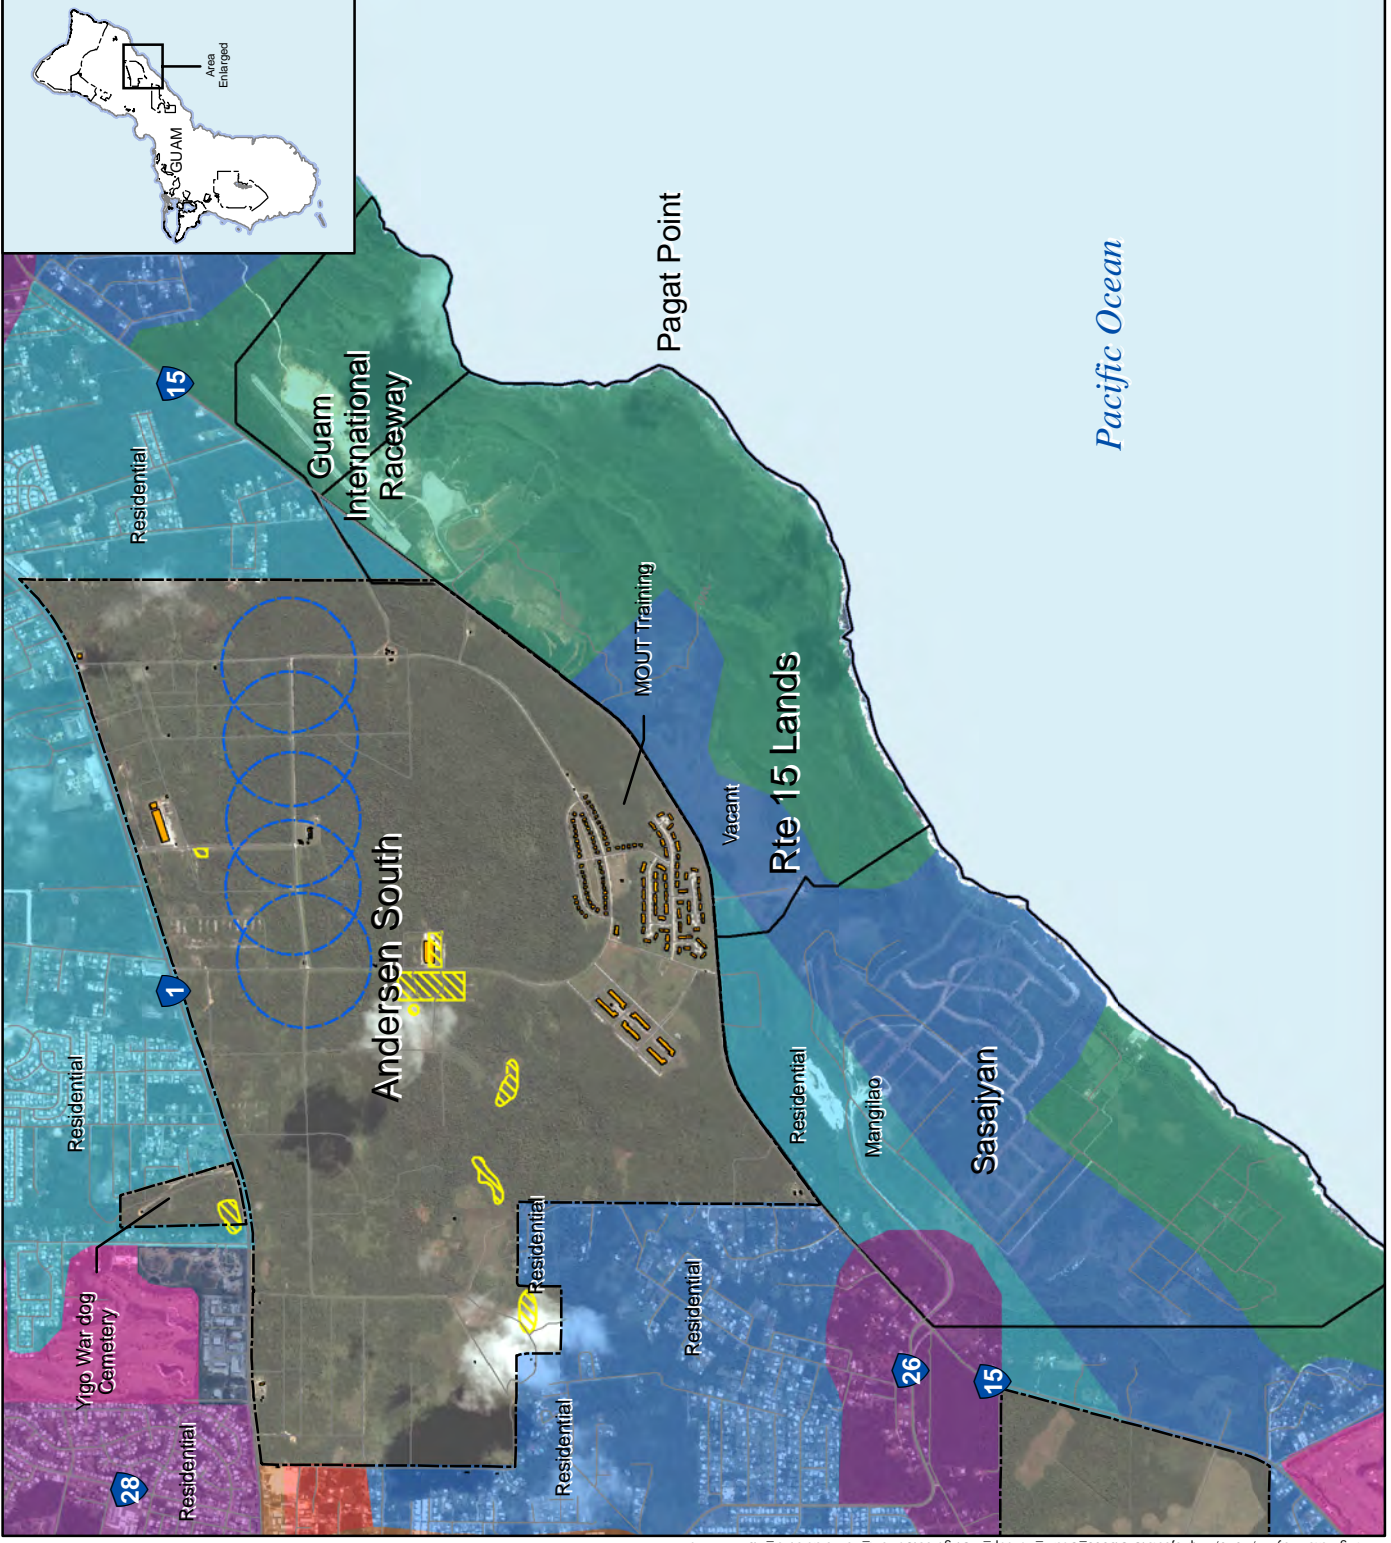 Area
Enlarged
GUAM
15
Residential
Guam
International
Raceway
Pagat Point
Pacific Ocean
MOUT Training
Rte 15 Lands
Vacant
Andersen South
1
Residential
Residential
Mangilao
Sasajyan
Yigo War dog
Cemetery
Residential
Residential
Residential
26
15
28
Residential